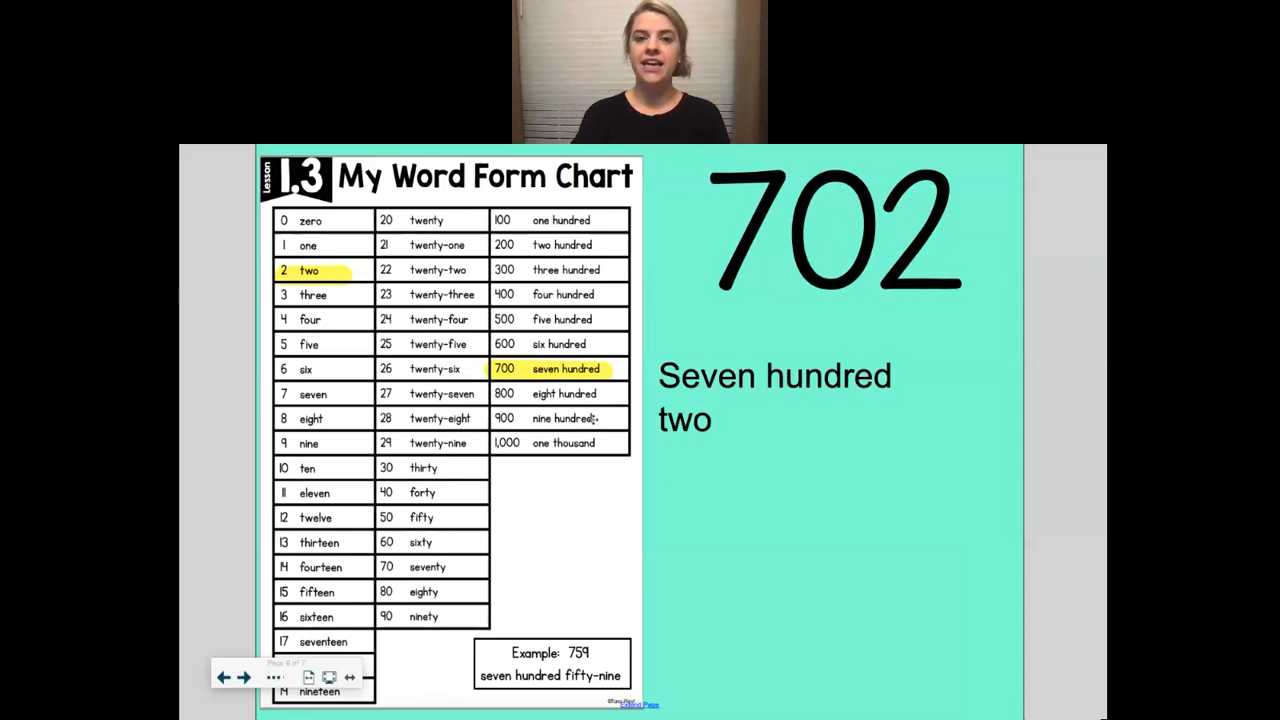 Lesson 1.3 My Word Form Chart
0 zero 20 twenty 100 one hundred
1 one 21 twenty-one 200 two hundred
2 two 22 twenty-two 300 three hundred
3 three 23 twenty-three 400 four hundred
4 four 24 twenty-four 500 five hundred
5 five 25 twenty-five 600 six hundred
6 six 26 twenty-six 700 seven hundred
7 seven 27 twenty-seven 800 eight hundred
8 eight 28 twenty-eight 900 nine hundred
9 nine 29 twenty-nine 1,000 one thousand
10 ten 30 thirty
11 eleven 40 forty
12 twelve 50 fifty
13 thirteen 60 sixty
14 fourteen 70 seventy
15 fifteen 80 eighty
16 sixteen 90 ninety
17 seventeen
nineteen
Example: 759
seven hundred fifty-nine
Extend Page
Page 6 of 7
702
Seven hundred
two